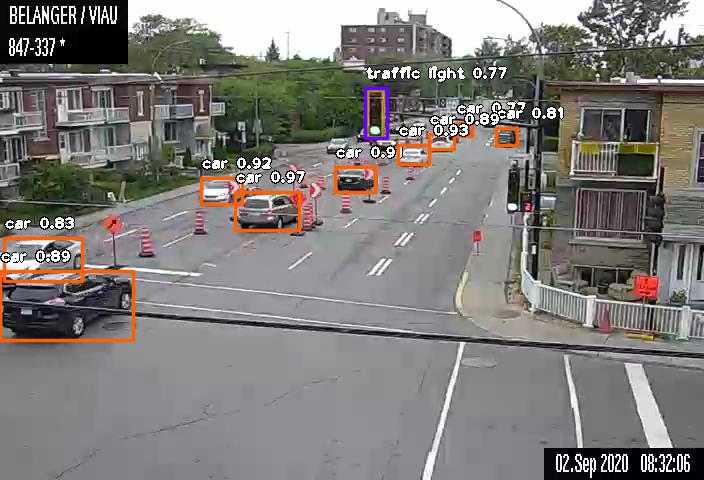 BELANGER / VIAU
847-337 *
traffic light 0.77
car 0.77
car 0.81
car 0.89
car 0.93
car 0.91
car 0.92
car 0.97
car 0.83
car 0.89
02.Sep 2020 08:32:06